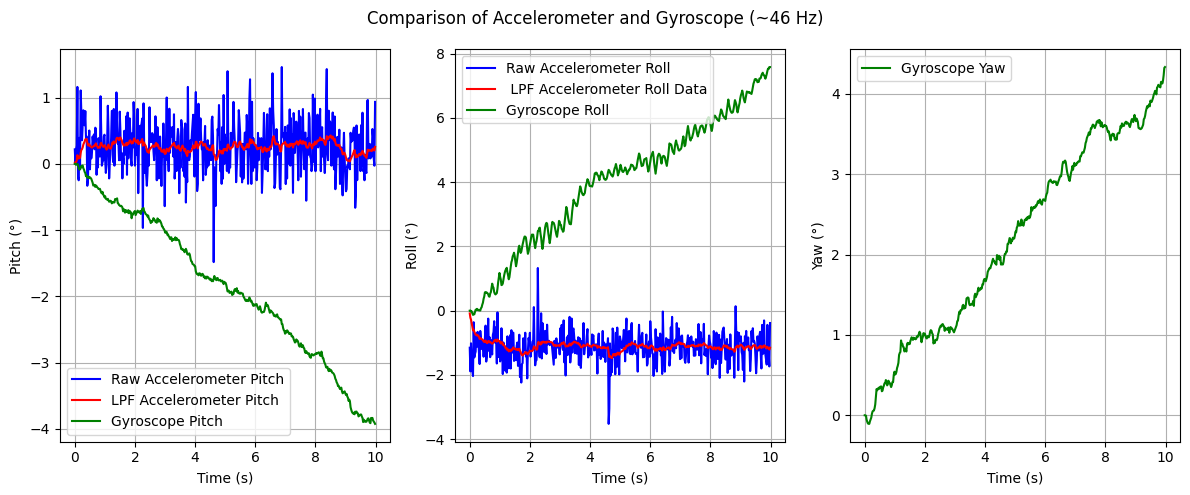 Comparison of Accelerometer and Gyroscope (~46 Hz)
Pitch (°)
1
0
−1
−2
−3
−4
Raw Accelerometer Pitch
LPF Accelerometer Pitch
Gyroscope Pitch
0 2 4 6 8 10
Time (s)
Roll (°)
8
6
4
2
0
−2
−4
Raw Accelerometer Roll
LPF Accelerometer Roll Data
Gyroscope Roll
0 2 4 6 8 10
Time (s)
Yaw (°)
4
3
2
1
0
Gyroscope Yaw
0 2 4 6 8 10
Time (s)